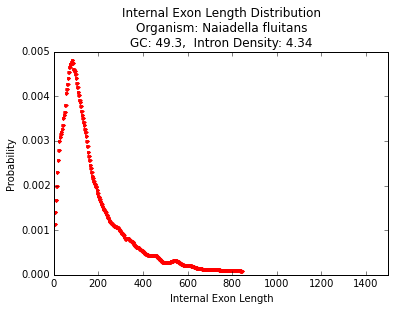 Internal Exon Length Distribution
Organism: Naiadella fluitans
GC: 49.3,  Intron Density: 4.34
0.005
0.004
0.003
0.002
0.001
0.000
Probability
0 200 400 600 800 1000 1200 1400
Internal Exon Length